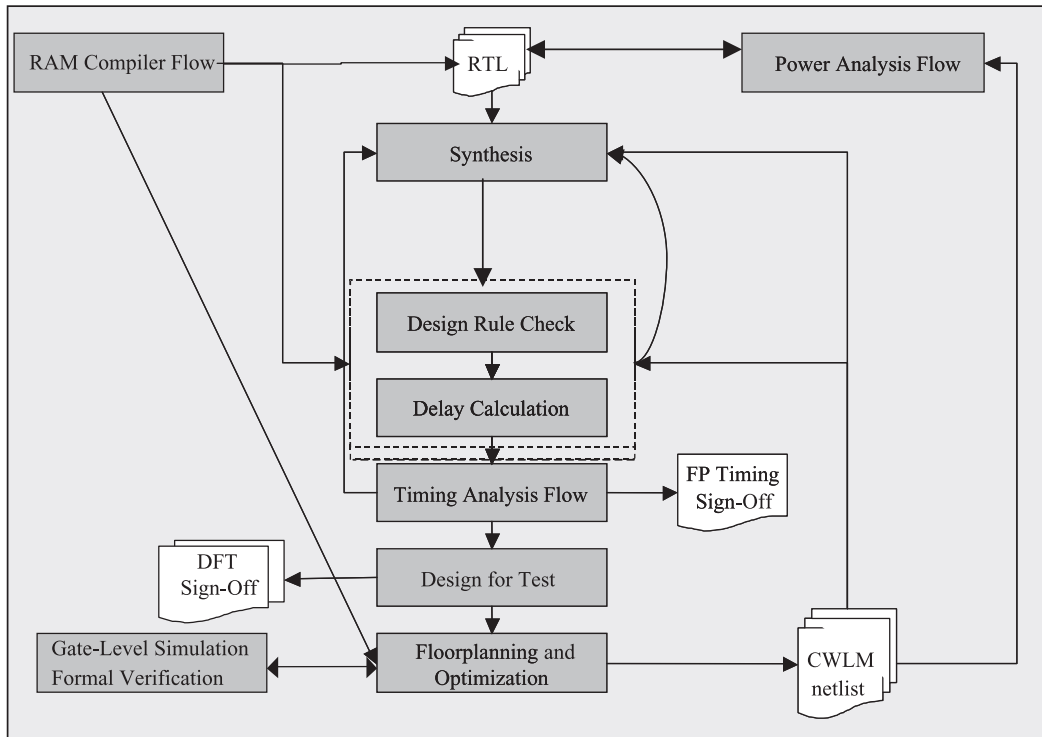 RAM Compiler Flow
RTL
Power Analysis Flow
Synthesis
Design Rule Check
Delay Calculation
Timing Analysis Flow
FP Timing
Sign-Off
DFT
Sign-Off
Design for Test
Gate-Level Simulation
Formal Verification
Floorplanning and
Optimization
CWLM
netlist